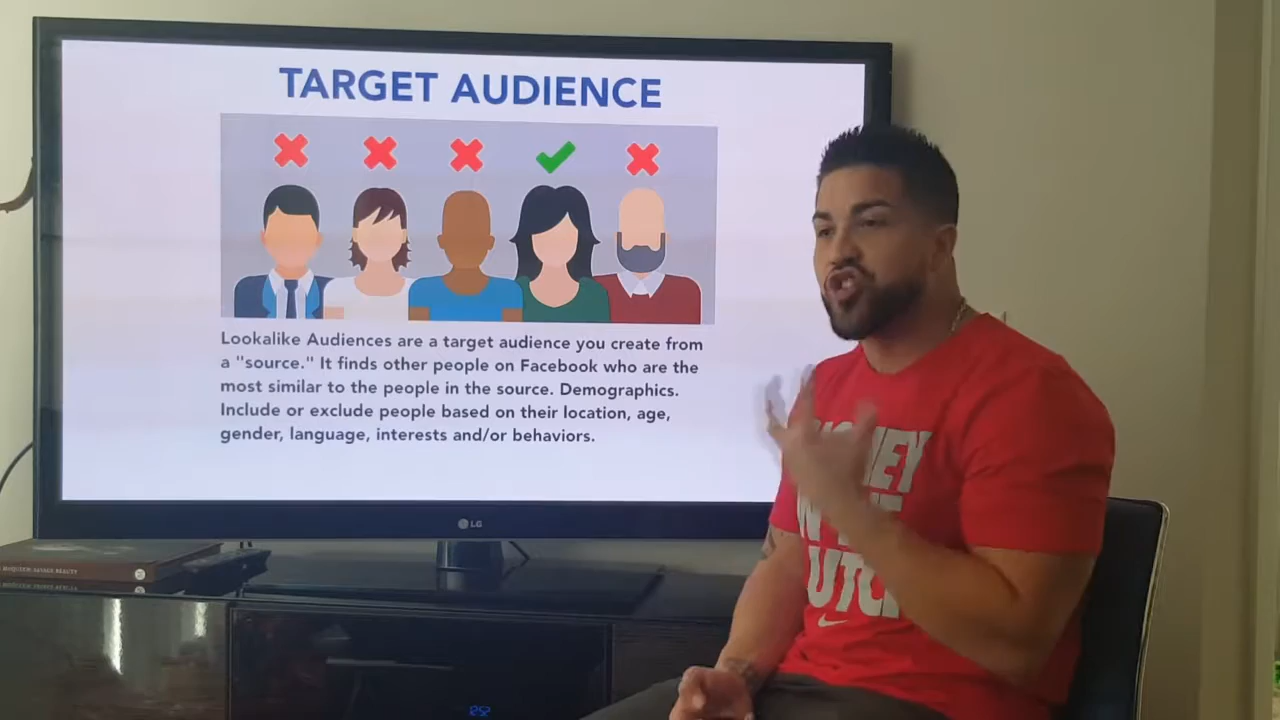 TARGET AUDIENCE
Lookalike Audiences are a target audience you create from
a "source." It finds other people on Facebook who are the
most similar to the people in the source. Demographics.
Include or exclude people based on their location, age,
gender, language, interests and/or behaviors.
LG